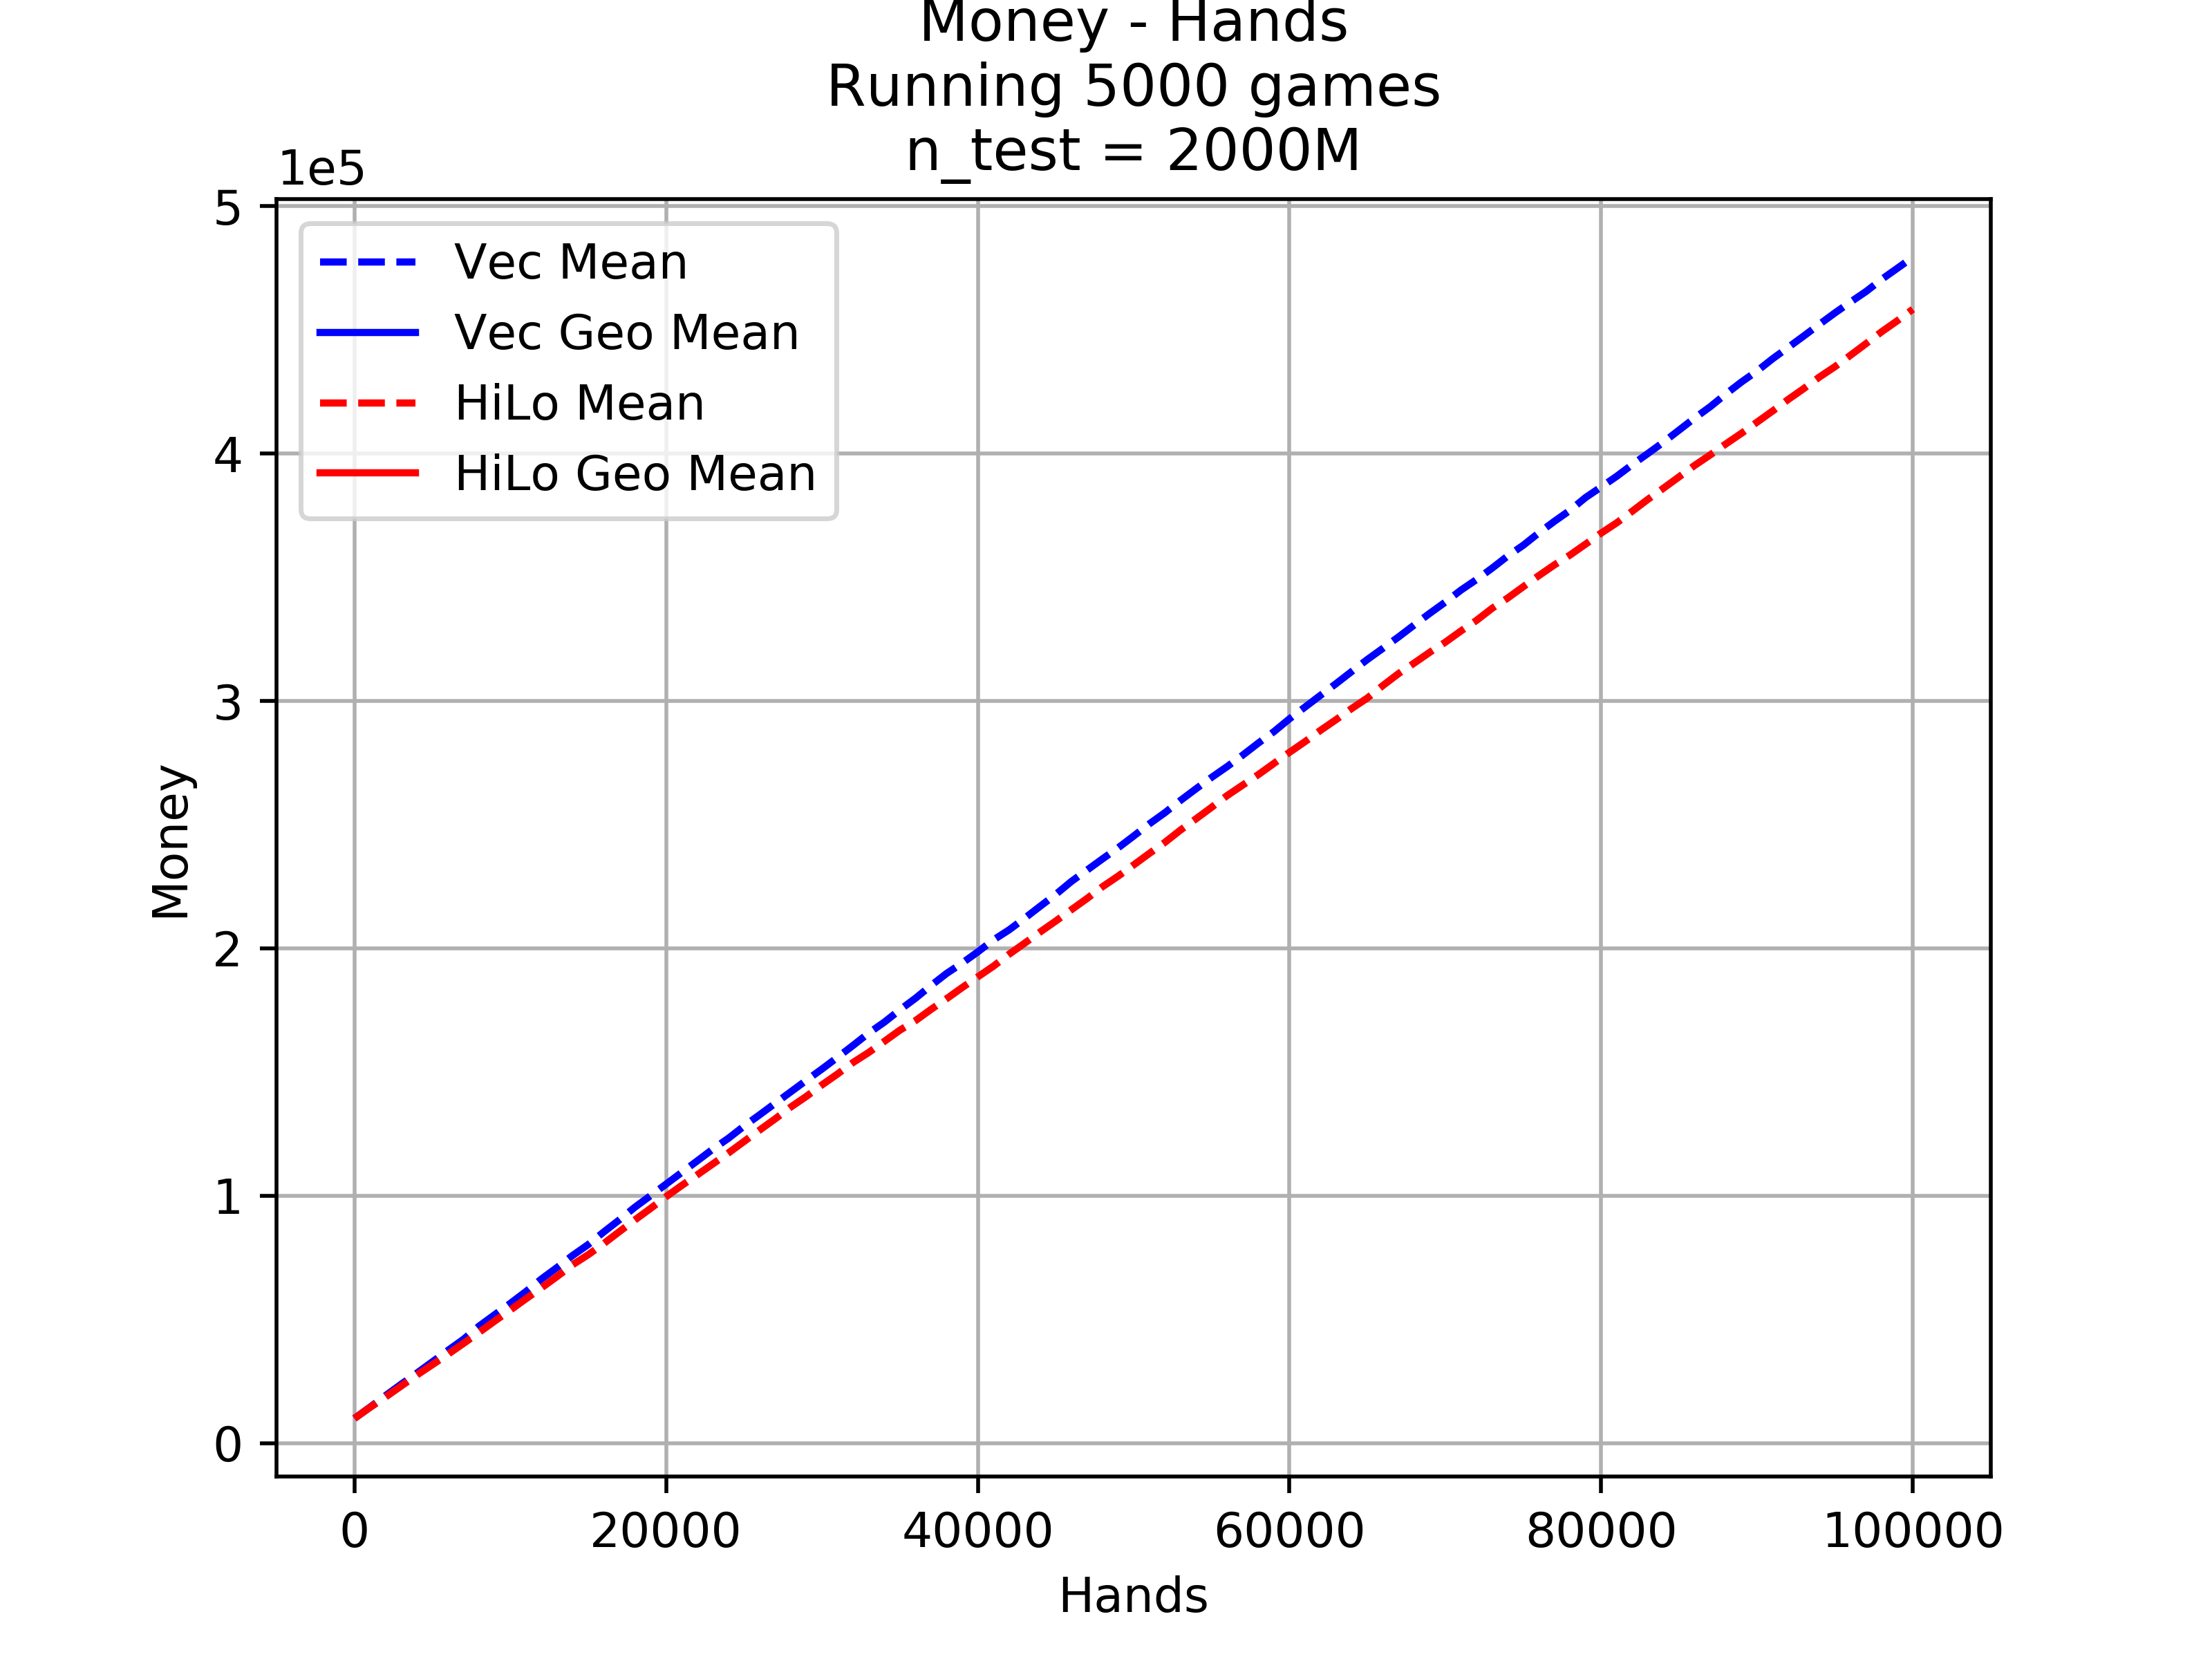 Money - Hands
Running 5000 games
n_test = 2000M
1e5
5
4
3
2
1
0
Money
Vec Mean
Vec Geo Mean
HiLo Mean
HiLo Geo Mean
0 20000 40000 60000 80000 100000
Hands